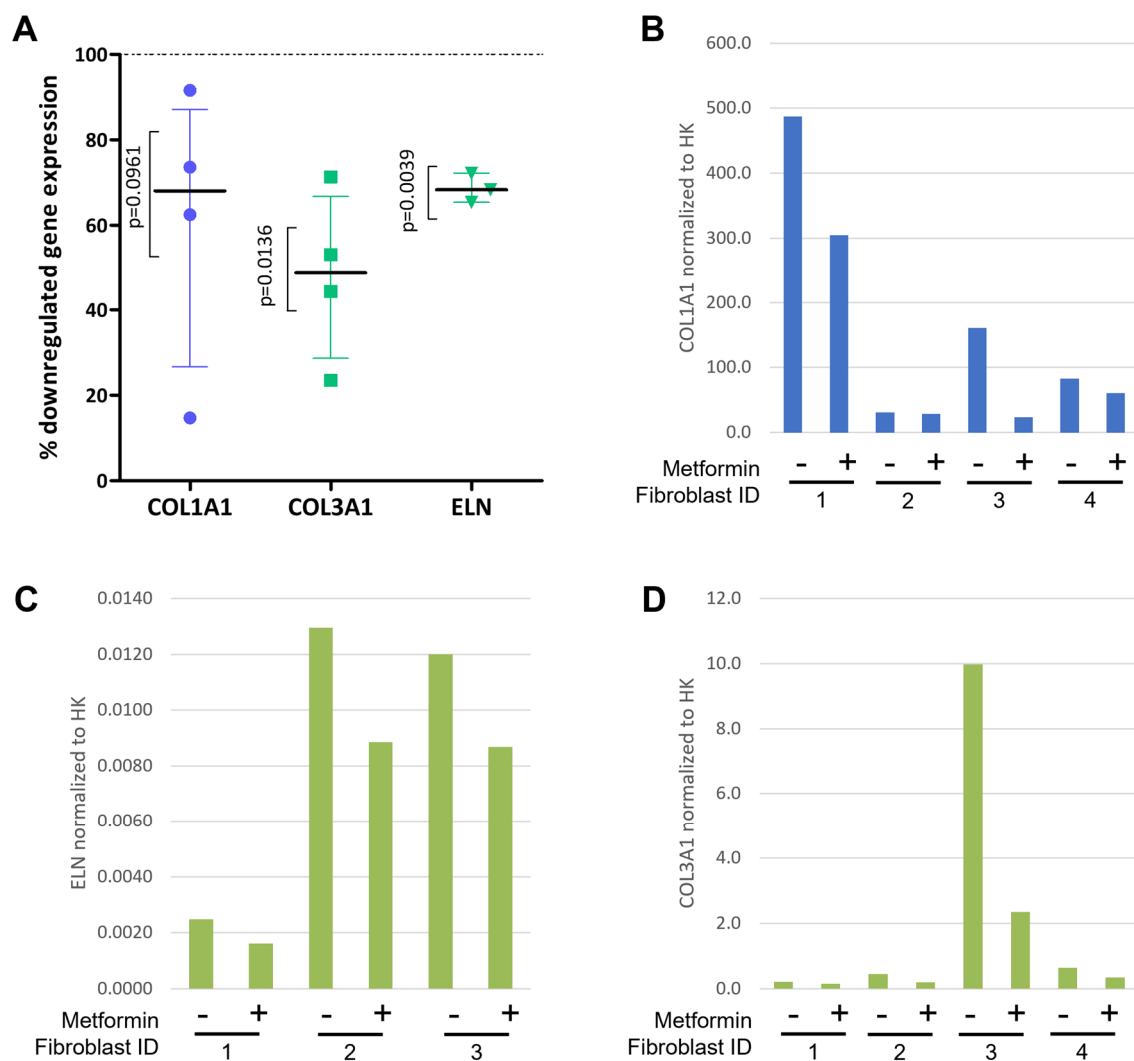 A
% downregulated gene expression
100
80
60
40
20
0
p=0.0961
p=0.0136
p=0.0039
COL1A1 COL3A1 ELN
B
COL1A1 normalized to HK
600.0
500.0
400.0
300.0
200.0
100.0
0.0
Metformin - + - + - + - +
Fibroblast ID 1 2 3 4
C
ELN normalized to HK
0.0140
0.0120
0.0100
0.0080
0.0060
0.0040
0.0020
0.0000
Metformin - + - + - +
Fibroblast ID 1 2 3
D
COL3A1 normalized to HK
12.0
10.0
8.0
6.0
4.0
2.0
0.0
Metformin - + - + - + - +
Fibroblast ID 1 2 3 4